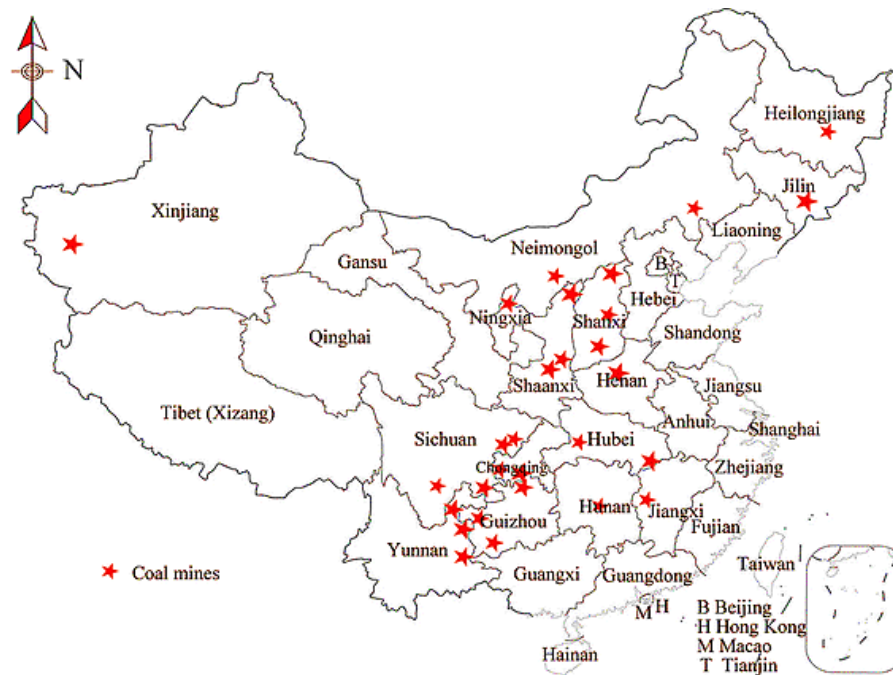 N
Heilongjiang
Jilin
Xinjiang
Liaoning
Neimongol
Gansu
B
T
Hebei
Ningxia
Shanxi
Qinghai
Shandong
Shaanxi
Henan
Jiangsu
Tibet (Xizang)
Anhui
Shanghai
Sichuan
Hubei
Chongqing
Zhejiang
Hunan
Jiangxi
Guizhou
Fujian
Yunnan
Taiwan
Coal mines
Guangxi
Guangdong
M H
B Beijing
H Hong Kong
M Macao
T Tianjin
Hainan